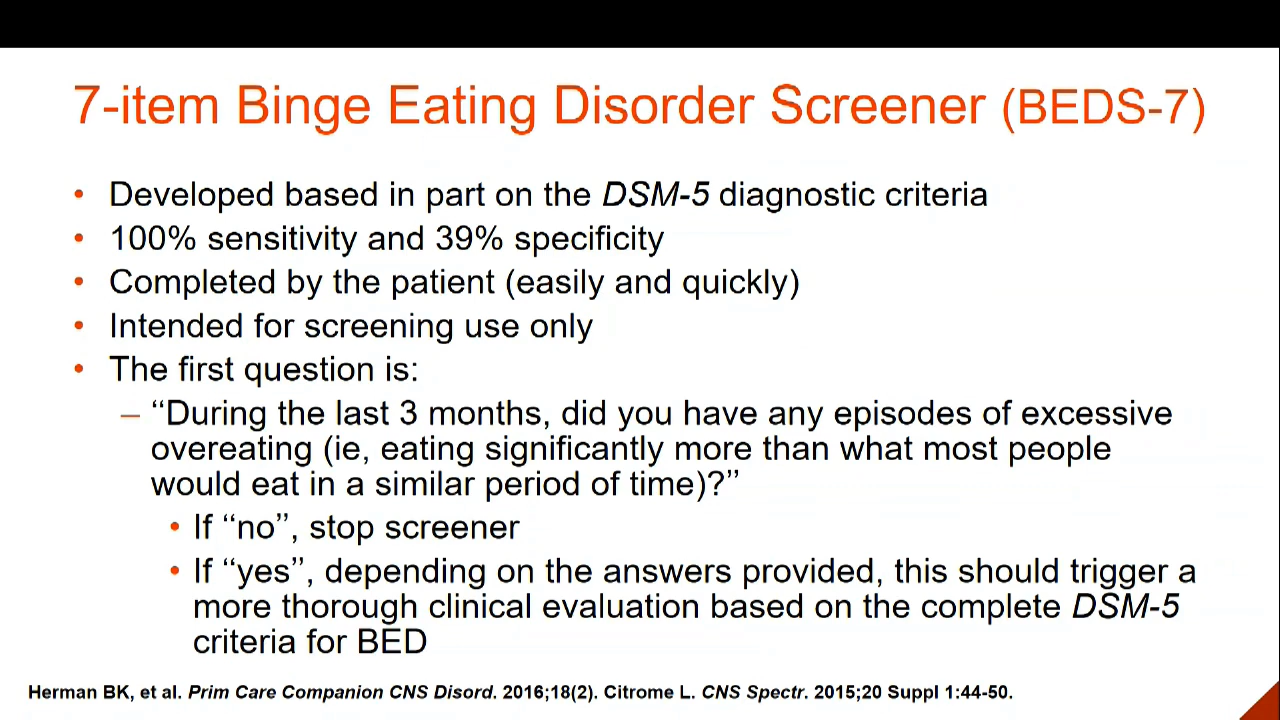 7-item Binge Eating Disorder Screener (BEDS-7)
• Developed based in part on the DSM-5 diagnostic criteria
• 100% sensitivity and 39% specificity
• Completed by the patient (easily and quickly)
• Intended for screening use only
• The first question is:
– “During the last 3 months, did you have any episodes of excessive
overeating (ie, eating significantly more than what most people
would eat in a similar period of time)?”
• If “no”, stop screener
• If “yes”, depending on the answers provided, this should trigger a
more thorough clinical evaluation based on the complete DSM-5
criteria for BED
Herman BK, et al. Prim Care Companion CNS Disord. 2016;18(2). Citrome L. CNS Spectr. 2015;20 Suppl 1:44-50.